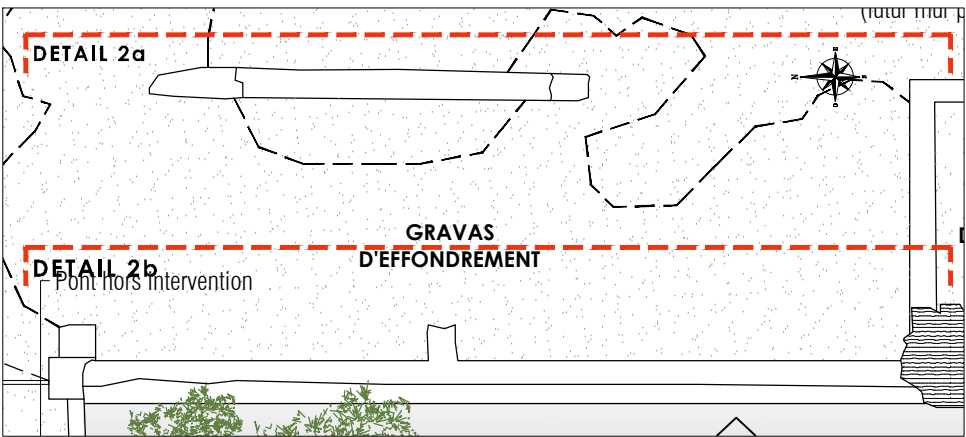 (futur mur p
DETAIL 2a
N
GRAVAS
D'EFFONDREMENT
DETAIL 2b
Pont hors intervention
D